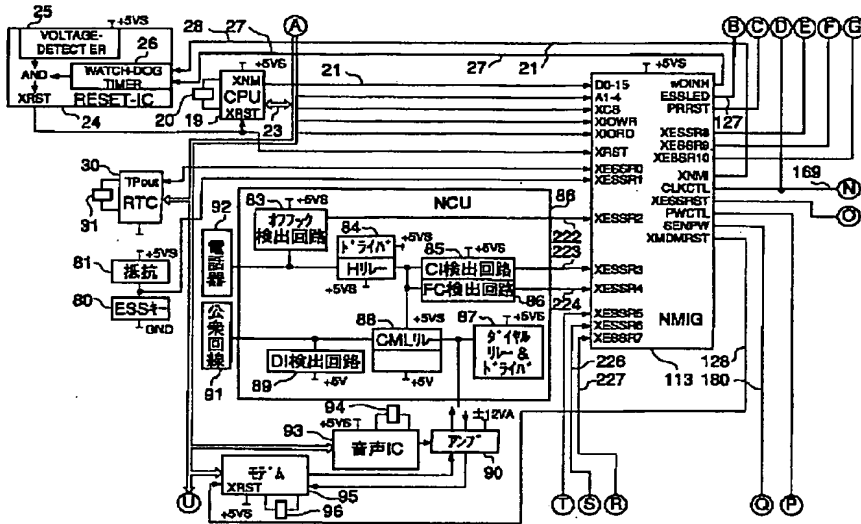 25 +5VS 28 27 A B C D E F G
VOLTAGE-
DETECTER
26
AND
WATCH-DOG
TIMER
XRST RESET-IC
24
20 19
+5VS
XNM
CPU
XRST
21
23
27 21
+5VS
D0-15
A1-4
XCS
XIOWR
XIORD
XRST
XESSR0
XESSR1
XESSR2
XESSR3
XESSR4
XESSR5
XESSR6
XESSR7
WDINH
ESSLED
PRRST
127
XESSR8
XESSR9
XESSR10
XNMI
CLKCTL
XESSRST
PWCTL
SENPW
XMDMRST
NMIG
169
N
O
30
TPout
RTC
31
81
+5VS
抵抗
80
ESSキー
GND
92
電話器
公衆回線
91
NCU
88
83
+5VS
オフフック
検出回路
222
84
ドライバ
+5VS
Hリレー
+5VS
85
+5VS
223
CI検出回路
FC検出回路
86
224
88
+5VS
CMLリレー
+5V
87
+5VS
ダイヤル
リレー&
ドライバ
DI検出回路
89
+5V
226
227
113
128
180
94
93
+5VS
音声IC
±12VA
アンプ
90
モデム
XRST
95
+5VS
96
U T S R Q P